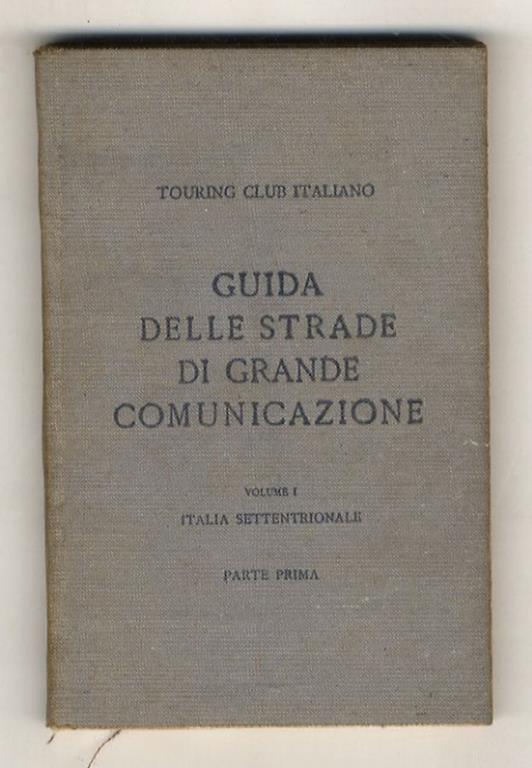 TOURING CLUB ITALIANO
GUIDA
DELLE STRADE
DI GRANDE
COMUNICAZIONE
VOLUME I
ITALIA SETTENTRIONALE
PARTE PRIMA